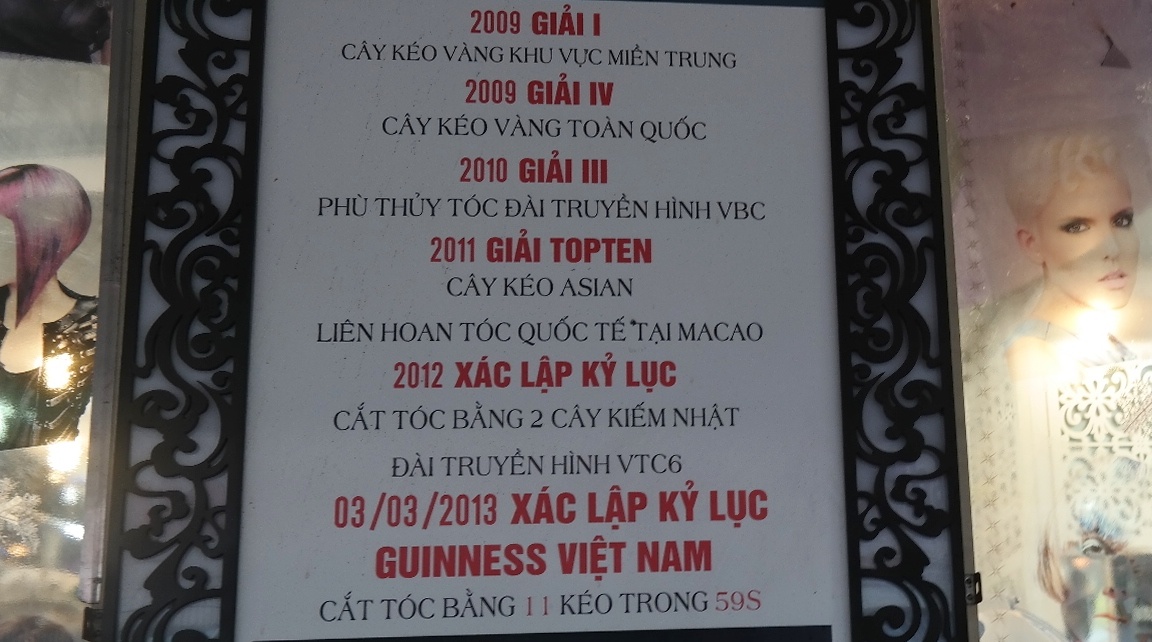 2009 GIẢI I
CÂY KÉO VÀNG KHU VỰC MIỀN TRUNG
2009 GIẢI IV
CÂY KÉO VÀNG TOÀN QUỐC
2010 GIẢI III
PHÙ THỦY TÓC ĐÀI TRUYỀN HÌNH VBC
2011 GIẢI TOPTEN
CÂY KÉO ASIAN
LIÊN HOAN TÓC QUỐC TẾ TẠI MACAO
2012 XÁC LẬP KỶ LỤC
CẮT TÓC BẰNG 2 CÂY KIẾM NHẬT
ĐÀI TRUYỀN HÌNH VTC6
03/03/2013 XÁC LẬP KỶ LỤC
GUINNESS VIỆT NAM
CẮT TÓC BẰNG 11 KÉO TRONG 59S